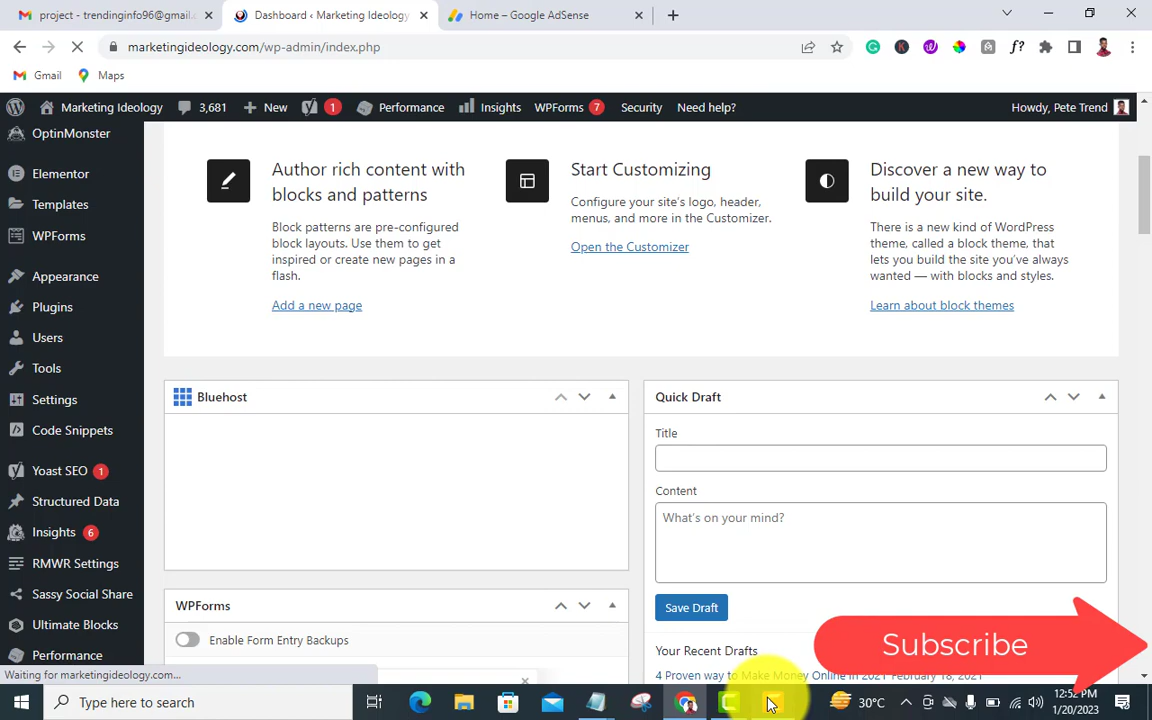 project - trendinginfo96@gmail.
Dashboard ‹ Marketing Ideology
Home – Google AdSense
marketingideology.com/wp-admin/index.php
f?
Gmail
Maps
Marketing Ideology
3,681
New
1
Performance
Insights
WPForms 7
Security
Need help?
Howdy, Pete Trend
OptinMonster
Elementor
Templates
WPForms
Appearance
Plugins
Users
Tools
Settings
Code Snippets
Yoast SEO 1
Structured Data
Insights 6
RMWR Settings
Sassy Social Share
Ultimate Blocks
Performance
Author rich content with
blocks and patterns
Block patterns are pre-configured
block layouts. Use them to get
inspired or create new pages in a
flash.
Add a new page
Start Customizing
Configure your site's logo, header,
menus, and more in the Customizer.
Open the Customizer
Discover a new way to
build your site.
There is a new kind of WordPress
theme, called a block theme, that
lets you build the site you've always
wanted — with blocks and styles.
Learn about block themes
Bluehost
WPForms
Enable Form Entry Backups
Quick Draft
Title
Content
What's on your mind?
Save Draft
Your Recent Drafts
4 Proven way to Make Money Online in 2021 February 18, 2021
Subscribe
Waiting for marketingideology.com...
Type here to search
30°C
12:52 PM
1/20/2023